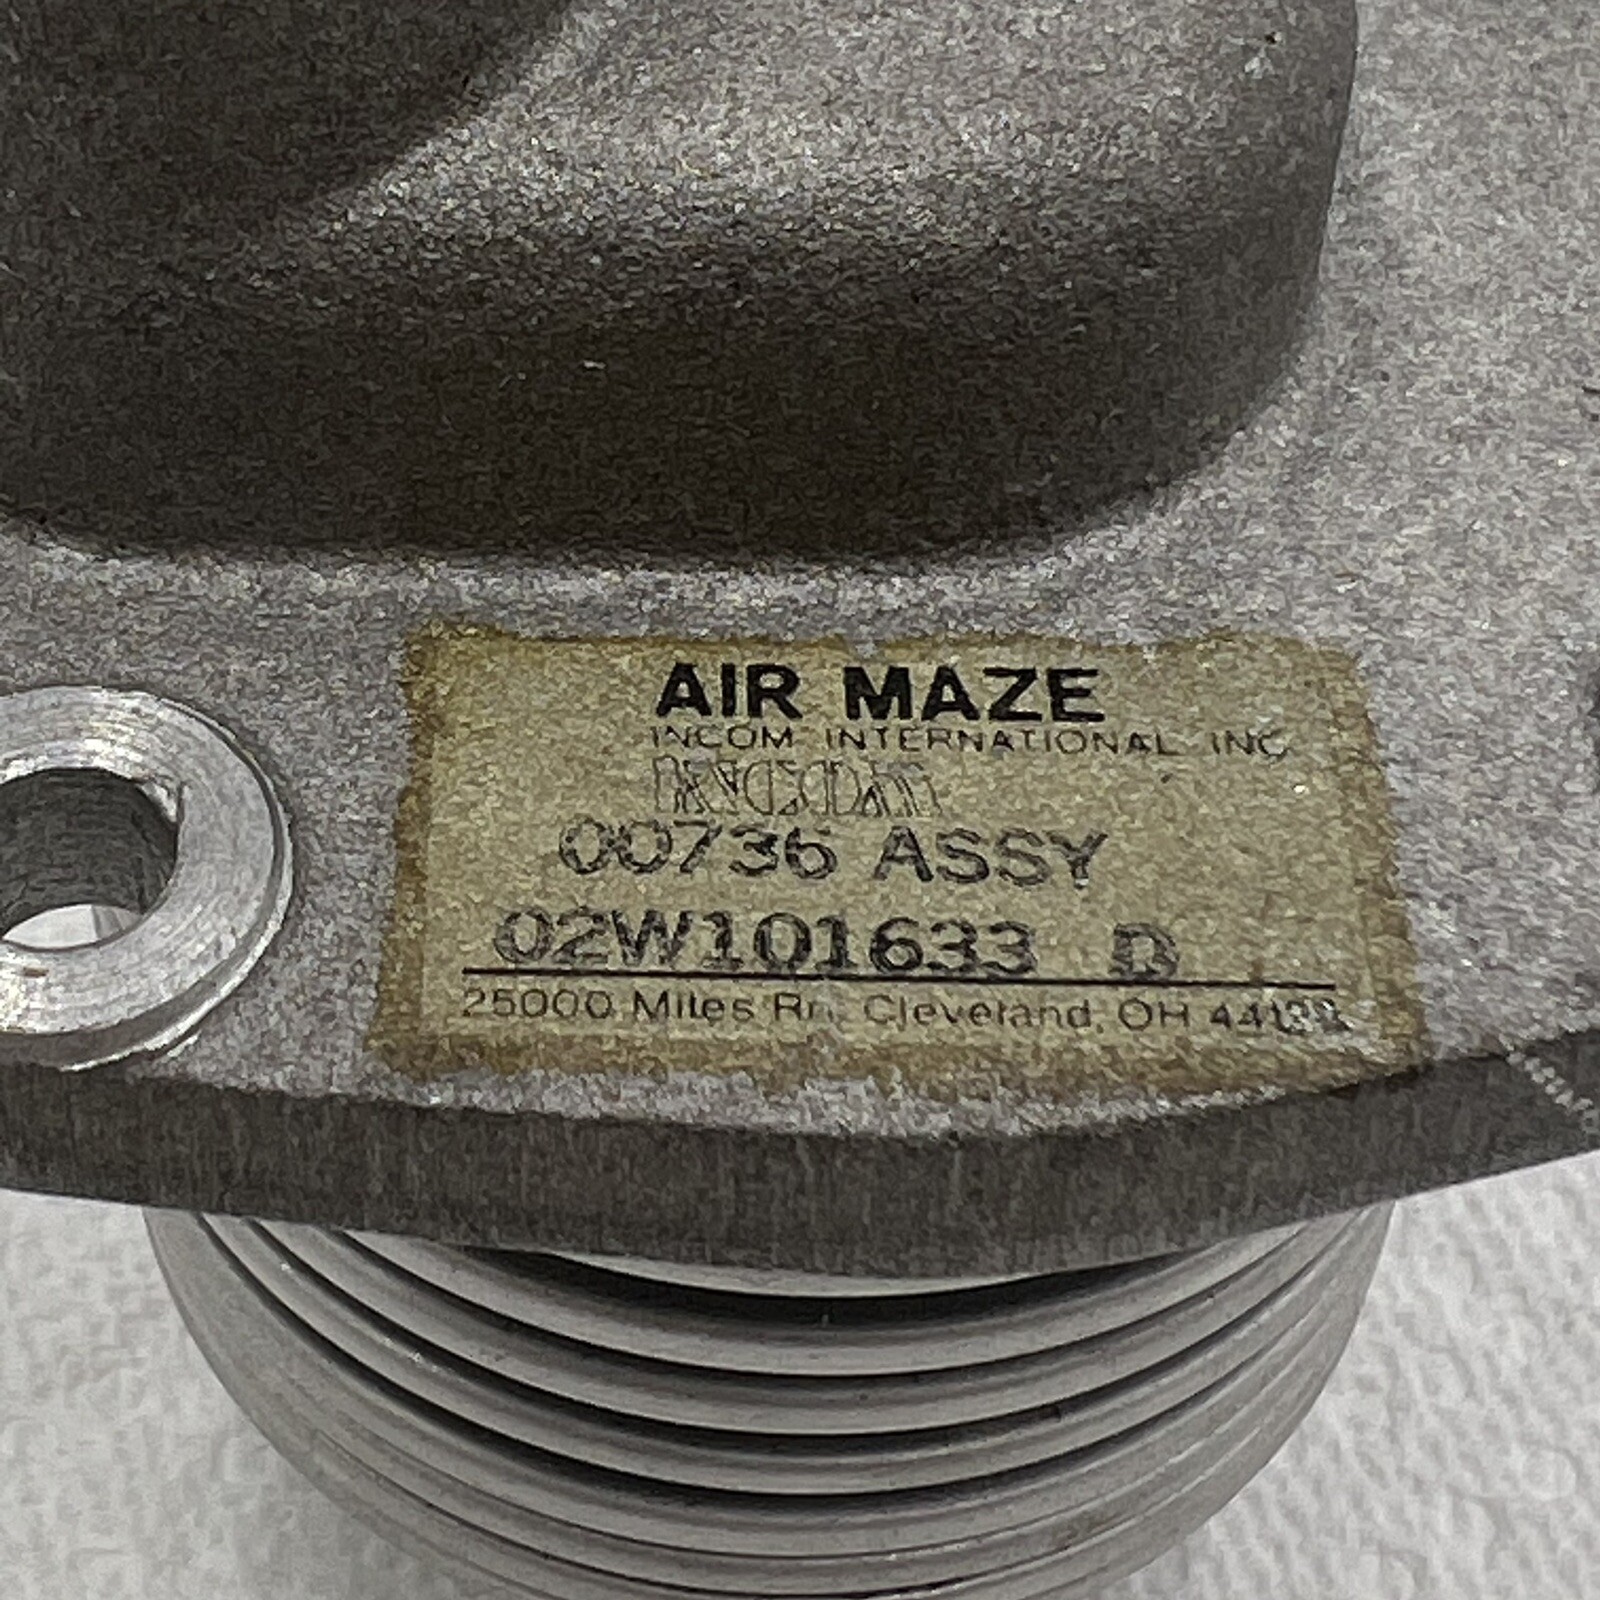 AIR MAZE
INCOM INTERNATIONAL INC
00736 ASSY
02W101633 B
25000 Miles Rd. Cleveland, OH